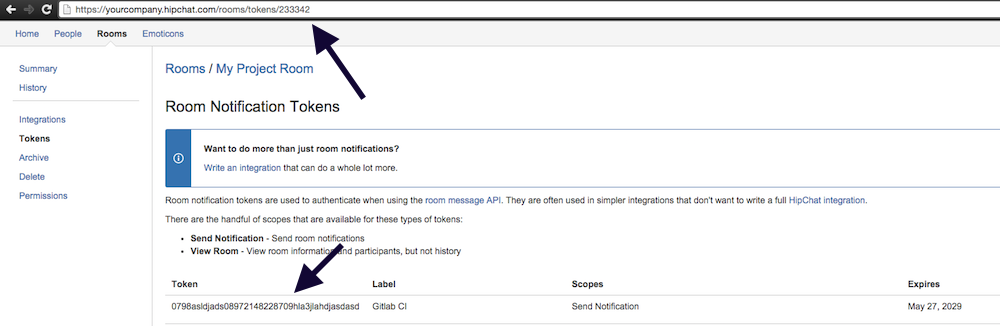 https://yourcompany.hipchat.com/rooms/tokens/233342
Home People Rooms Emoticons
Summary
History
Integrations
Tokens
Archive
Delete
Permissions
Rooms / My Project Room
Room Notification Tokens
Want to do more than just room notifications?
Write an integration that can do a whole lot more.
Room notification tokens are used to authenticate when using the room message API. They are often used in simpler integrations that don't want to write a full HipChat integration.
There are the handful of scopes that are available for these types of tokens:
• Send Notification - Send room notifications
• View Room - View room information and participants, but not history
Token Label Scopes Expires
0798asldjads08972148228709hla3jlahdjasdasd Gitlab CI Send Notification May 27, 2029